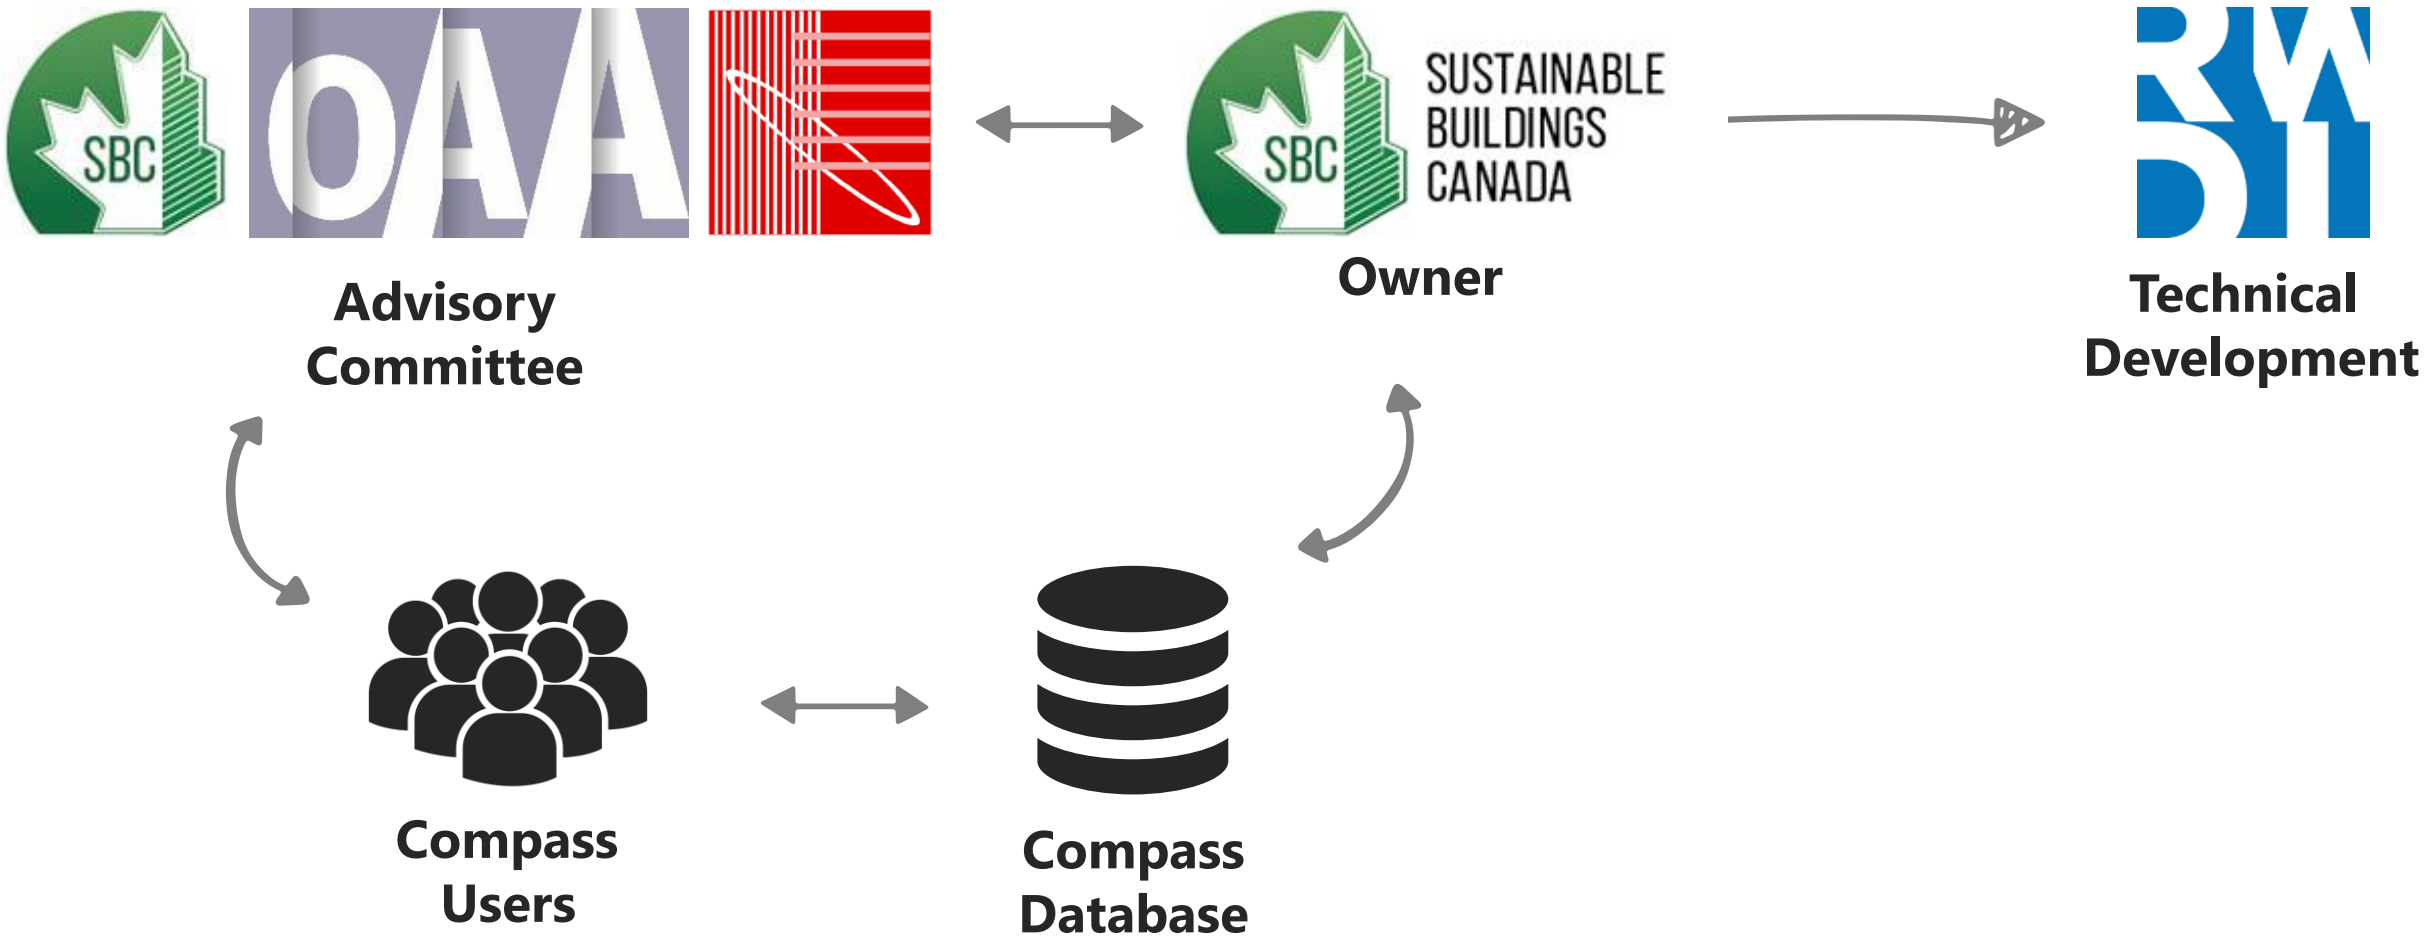 SBC
OAA
SBC
SUSTAINABLE
BUILDINGS
CANADA
RWDI
Advisory
Committee
Owner
Technical
Development
Compass
Users
Compass
Database